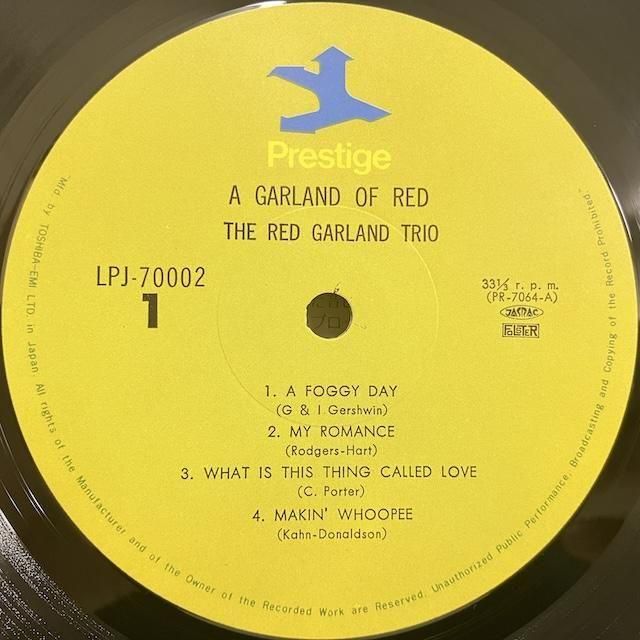 Prestige
A GARLAND OF RED
THE RED GARLAND TRIO
LPJ-70002
1
33⅓ r. p. m.
(PR-7064-A)
JASRAC
1. A FOGGY DAY
(G & I Gershwin)
2. MY ROMANCE
(Rodgers-Hart)
3. WHAT IS THIS THING CALLED LOVE
(C. Porter)
4. MAKIN' WHOOPEE
(Kahn-Donaldson)
"Mfd by TOSHIBA-EMI LTD. in Japan: All rights of the Manufacturer and of the Owner of the Recorded Work are Reserved. Unauthorized Public Performance, Broadcasting and Copying of the Record Prohibited."